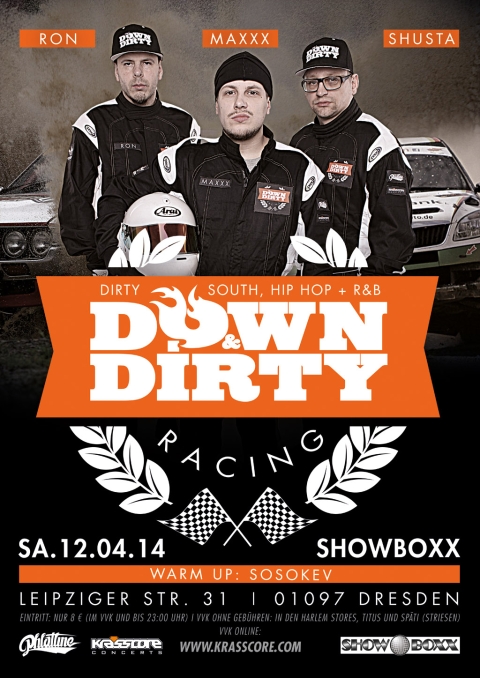 RON MAXXX SHUSTA
DOWN & DIRTY
DOWN & DIRTY
RON
MAXXX
Arai
DIRTY SOUTH, HIP HOP + R&B
DOWN
&
DIRTY
RACING
SA.12.04.14 SHOWBOXX
WARM UP: SOSOKEV
LEIPZIGER STR. 31 | 01097 DRESDEN
EINTRITT: NUR 8 € (IM VVK UND BIS 23:00 UHR) | VVK OHNE GEBÜHREN: IN DEN HARLEM STORES, TITUS UND SPÄTI (STRIESEN)
VVK ONLINE:
Phlatline KRASSCORE CONCERTS WWW.KRASSCORE.COM SHOWBOXX